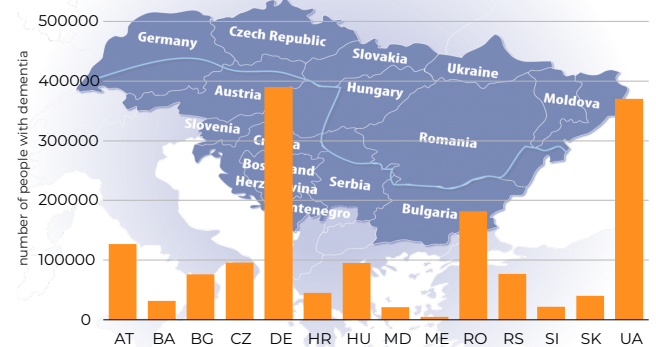 number of people with dementia
500000
400000
300000
200000
100000
0
Germany
Czech Republic
Slovakia
Ukraine
Austria
Hungary
Moldova
Slovenia
Romania
Serbia
Bulgaria
AT BA BG CZ DE HR HU MD ME RO RS SI SK UA